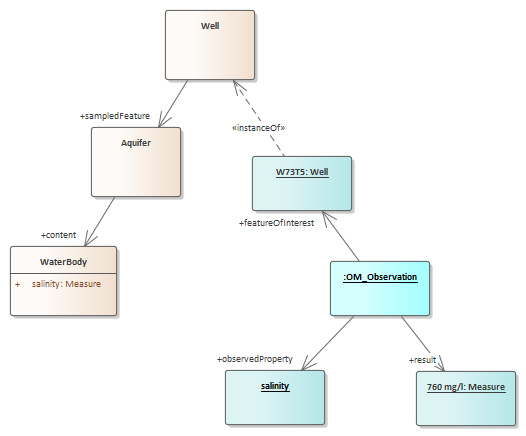 Well
+sampledFeature
«instanceOf»
Aquifer
W73T5: Well
+featureOfInterest
+content
WaterBody
+ salinity: Measure
:OM_Observation
+observedProperty
+result
salinity
760 mg/l: Measure